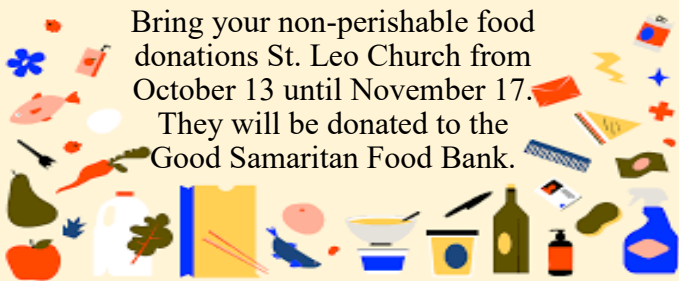 Bring your non-perishable food
donations St. Leo Church from
October 13 until November 17.
They will be donated to the
Good Samaritan Food Bank.